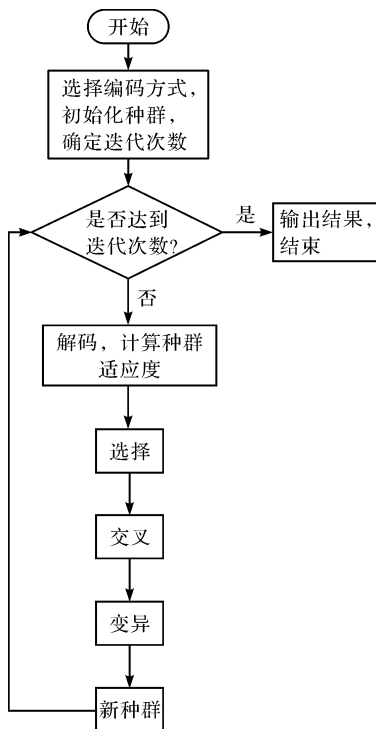 开始
选择编码方式，
初始化种群，
确定迭代次数
是否达到
迭代次数?
是
输出结果，
结束
否
解码，计算种群
适应度
选择
交叉
变异
新种群